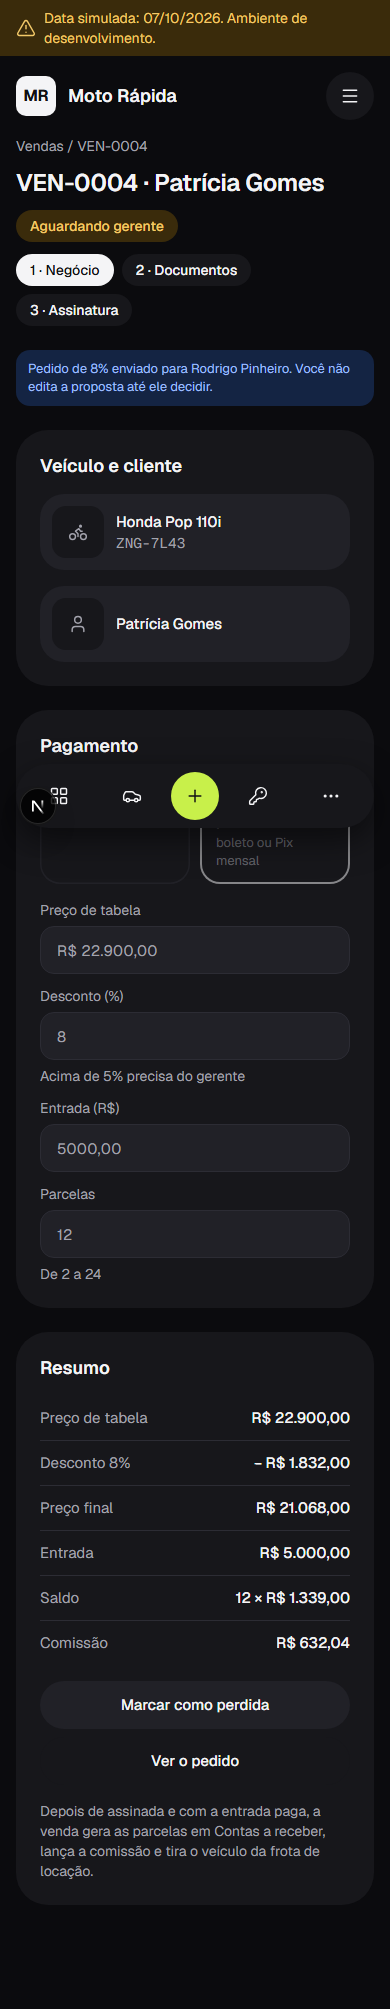 Data simulada: 07/10/2026. Ambiente de
desenvolvimento.
MR
Moto Rápida
Vendas / VEN-0004
VEN-0004 · Patrícia Gomes
Aguardando gerente
1 · Negócio
2 · Documentos
3 · Assinatura
Pedido de 8% enviado para Rodrigo Pinheiro. Você não
edita a proposta até ele decidir.
Veículo e cliente
Honda Pop 110i
ZNG-7L43
Patrícia Gomes
Pagamento
N
boleto ou Pix
mensal
Preço de tabela
R$ 22.900,00
Desconto (%)
8
Acima de 5% precisa do gerente
Entrada (R$)
5000,00
Parcelas
12
De 2 a 24
Resumo
Preço de tabela R$ 22.900,00
Desconto 8% − R$ 1.832,00
Preço final R$ 21.068,00
Entrada R$ 5.000,00
Saldo 12 × R$ 1.339,00
Comissão R$ 632,04
Marcar como perdida
Ver o pedido
Depois de assinada e com a entrada paga, a
venda gera as parcelas em Contas a receber,
lança a comissão e tira o veículo da frota de
locação.